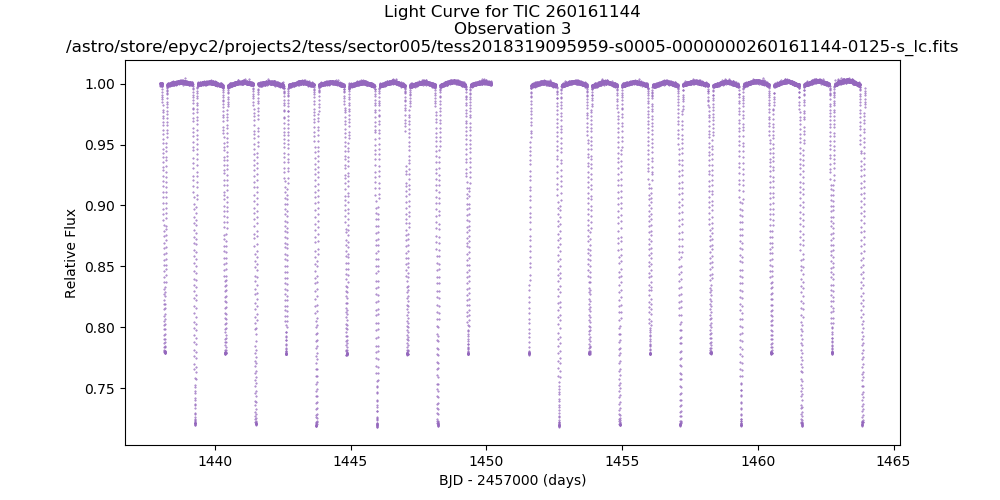 Light Curve for TIC 260161144
Observation 3
/astro/store/epyc2/projects2/tess/sector005/tess2018319095959-s0005-0000000260161144-0125-s_lc.fits
1.00
0.95
0.90
0.85
0.80
0.75
Relative Flux
1440
1445
1450
1455
1460
1465
BJD - 2457000 (days)